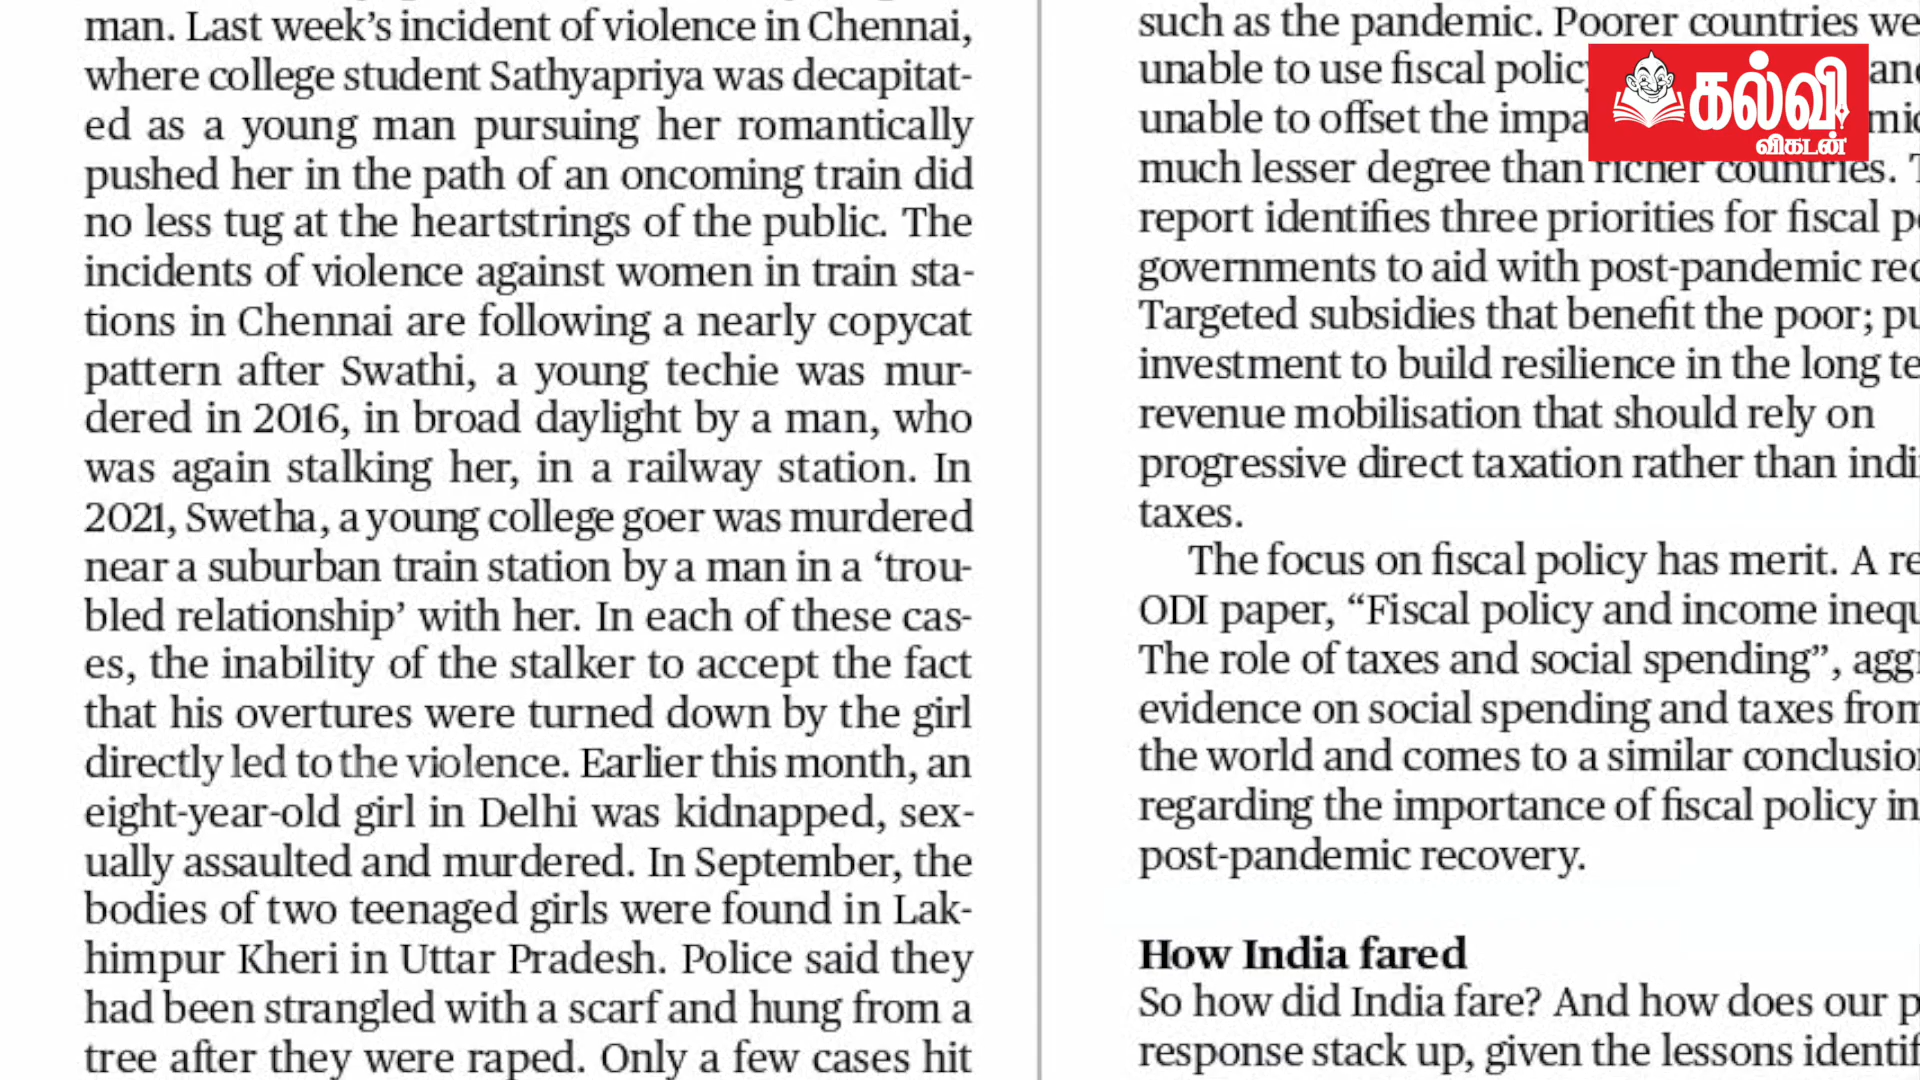 man. Last week’s incident of violence in Chennai,
where college student Sathyapriya was decapitat-
ed as a young man pursuing her romantically
pushed her in the path of an oncoming train did
no less tug at the heartstrings of the public. The
incidents of violence against women in train sta-
tions in Chennai are following a nearly copycat
pattern after Swathi, a young techie was mur-
dered in 2016, in broad daylight by a man, who
was again stalking her, in a railway station. In
2021, Swetha, a young college goer was murdered
near a suburban train station by a man in a ‘trou-
bled relationship’ with her. In each of these cas-
es, the inability of the stalker to accept the fact
that his overtures were turned down by the girl
directly led to the violence. Earlier this month, an
eight-year-old girl in Delhi was kidnapped, sex-
ually assaulted and murdered. In September, the
bodies of two teenaged girls were found in Lak-
himpur Kheri in Uttar Pradesh. Police said they
had been strangled with a scarf and hung from a
tree after they were raped. Only a few cases hit
such as the pandemic. Poorer countries
unable to use fiscal
unable to offset the
much lesser degree than richer countries.
report identifies three priorities for fiscal
governments to aid with post-pandemic
Targeted subsidies that benefit the poor;
investment to build resilience in the long
revenue mobilisation that should rely on
progressive direct taxation rather than
taxes.
The focus on fiscal policy has merit. A
ODI paper, “Fiscal policy and income
The role of taxes and social spending”,
evidence on social spending and taxes from
the world and comes to a similar
regarding the importance of fiscal policy in
post-pandemic recovery.
How India fared
So how did India fare? And how does our
response stack up, given the lessons
கல்வி
விகடன்